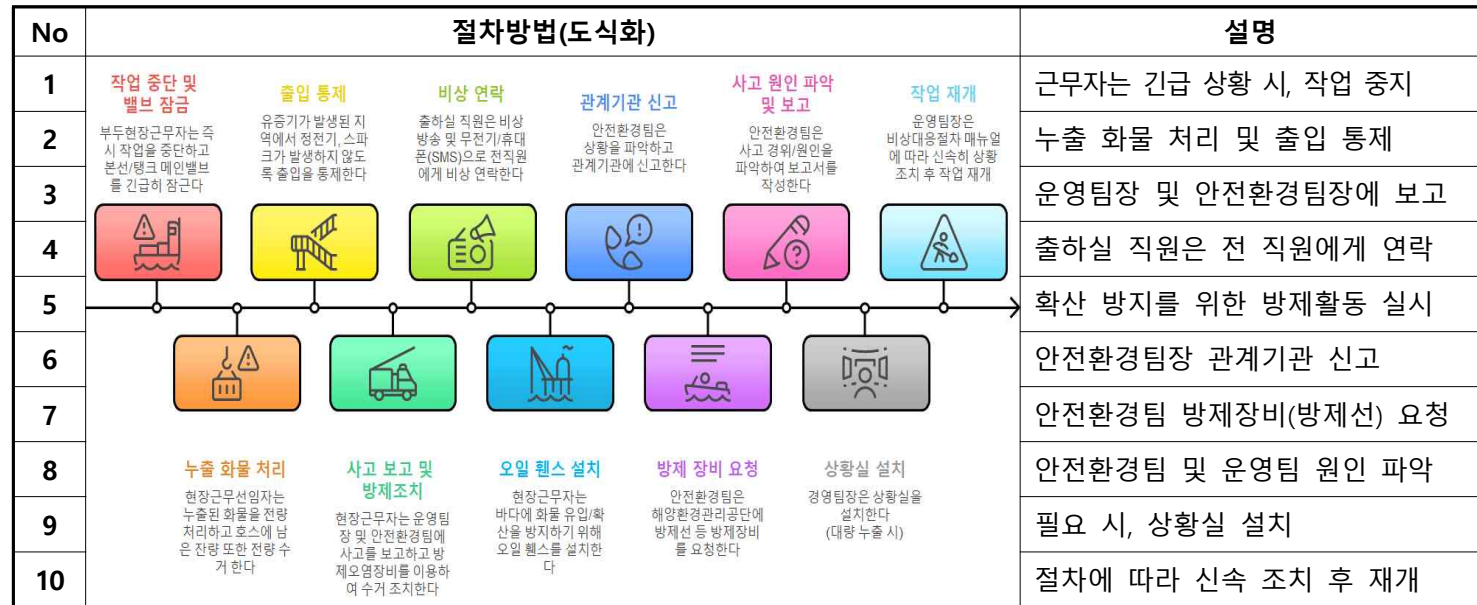 No 절차방법(도식화) 설명
1
2
3
4
5
6
7
8
9
10
작업 중단 및
밸브 잠금
부두현장근무자는 즉
시 작업을 중단하고
본선/탱크 메인밸브
를 긴급히 잠근다
출입 통제
유증기가 발생된 지
역에서 정전기, 스파
크가 발생하지 않도
록 출입을 통제한다
비상 연락
출하실 직원은 비상
방송 및 무전기/휴대
폰(SMS)으로 전직원
에게 비상 연락한다
관계기관 신고
안전환경팀은
상황을 파악하고
관계기관에 신고한다
사고 원인 파악
및 보고
안전환경팀은
사고 경위/원인을
파악하여 보고서를
작성한다
작업 재개
운영팀장은
비상대응절차 매뉴얼
에 따라 신속히 상황
조치 후 작업 재개
누출 화물 처리
현장근무선임자는
누출된 화물을 전량
처리하고 호스에 남
은 잔량 또한 전량 수
거 한다
사고 보고 및
방제조치
현장근무자는 운영팀
장 및 안전환경팀에
사고를 보고하고 방
제오염장비를 이용하
여 수거 조치한다
오일 휀스 설치
현장근무자는
바다에 화물 유입/확
산을 방지하기 위해
오일 휀스를 설치한
다
방제 장비 요청
안전환경팀은
해양환경관리공단에
방제선 등 방제장비
를 요청한다
상황실 설치
경영팀장은 상황실을
설치한다
(대량 누출 시)
근무자는 긴급 상황 시, 작업 중지
누출 화물 처리 및 출입 통제
운영팀장 및 안전환경팀장에 보고
출하실 직원은 전 직원에게 연락
확산 방지를 위한 방제활동 실시
안전환경팀장 관계기관 신고
안전환경팀 방제장비(방제선) 요청
안전환경팀 및 운영팀 원인 파악
필요 시, 상황실 설치
절차에 따라 신속 조치 후 재개